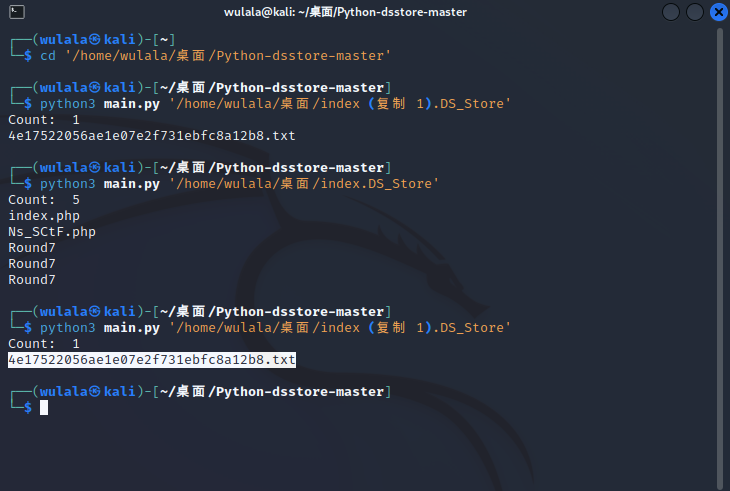 wulala@kali: ~/桌面/Python-dsstore-master
┌──(wulala㉿kali)-[~]
└─$ cd '/home/wulala/桌面/Python-dsstore-master'
┌──(wulala㉿kali)-[~/桌面/Python-dsstore-master]
└─$ python3 main.py '/home/wulala/桌面/index (复制 1).DS_Store'
Count:  1
4e17522056ae1e07e2f731ebfc8a12b8.txt
┌──(wulala㉿kali)-[~/桌面/Python-dsstore-master]
└─$ python3 main.py '/home/wulala/桌面/index.DS_Store'
Count:  5
index.php
Ns_SCtF.php
Round7
Round7
Round7
┌──(wulala㉿kali)-[~/桌面/Python-dsstore-master]
└─$ python3 main.py '/home/wulala/桌面/index (复制 1).DS_Store'
Count:  1
4e17522056ae1e07e2f731ebfc8a12b8.txt
┌──(wulala㉿kali)-[~/桌面/Python-dsstore-master]
└─$